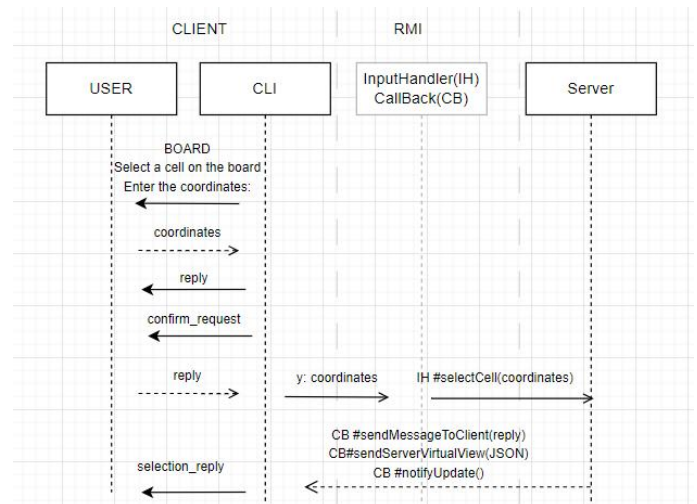 CLIENT
RMI
USER
CLI
InputHandler(IH)
CallBack(CB)
Server
BOARD
Select a cell on the board
Enter the coordinates:
coordinates
reply
confirm_request
reply
y: coordinates
IH #selectCell(coordinates)
CB #sendMessageToClient(reply)
CB#sendServerVirtualView(JSON)
CB #notifyUpdate()
selection_reply